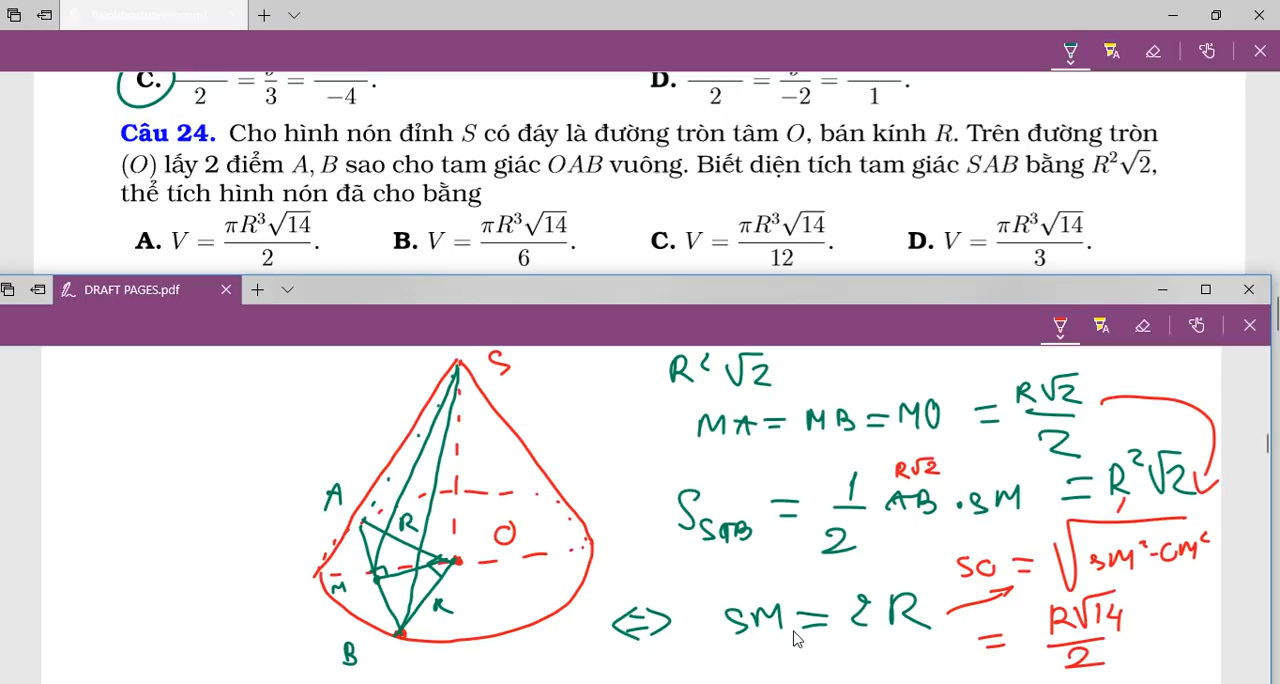 C. 2 = 3 = −4.
D. 2 = −2 = 1.
Câu 24. Cho hình nón đỉnh S có đáy là đường tròn tâm O, bán kính R. Trên đường tròn
(O) lấy 2 điểm A, B sao cho tam giác OAB vuông. Biết diện tích tam giác SAB bằng R²√2,
thể tích hình nón đã cho bằng
A. V = πR³√14/2. B. V = πR³√14/6. C. V = πR³√14/12. D. V = πR³√14/3.
DRAFT PAGES.pdf
S
A
R
O
M
R
B
R² √2
MA = MB = MO = R√2/2
R√2
S_SAB = 1/2 AB . SM = R²√2
SO = √SM² - OM²
<=> SM = 2R
= R√14/2